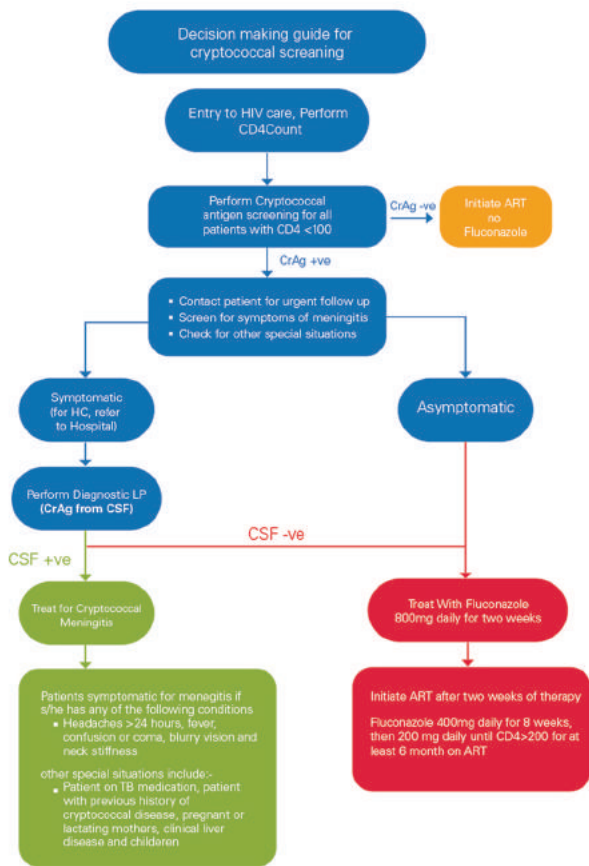 Decision making guide for
cryptococcal screaning
Entry to HIV care, Perform
CD4Count
Perform Cryptococcal
antigen screening for all
patients with CD4 <100
CrAg -ve
Initiate ART
no
Fluconazole
CrAg +ve
▪ Contact patient for urgent follow up
▪ Screen for symptoms of meningitis
▪ Check for other special situations
Symptomatic
(for HC, refer
to Hospital)
Asymptomatic
Perform Diagnostic LP
(CrAg from CSF)
CSF -ve
CSF +ve
Treat for Cryptococcal
Meningitis
Treat With Fluconazole
800mg daily for two weeks
Patients symptomatic for menegitis if
s/he has any of the following conditions
▪ Headaches >24 hours, fever,
confusion or coma, blurry vision and
neck stiffness
other special situations include:-
▪ Patient on TB medication, patient
with previous history of
cryptococcal disease, pregnant or
lactating mothers, clinical liver
disease and childeren
Initiate ART after two weeks of therapy
Fluconazole 400mg daily for 8 weeks,
then 200 mg daily until CD4>200 for at
least 6 month on ART